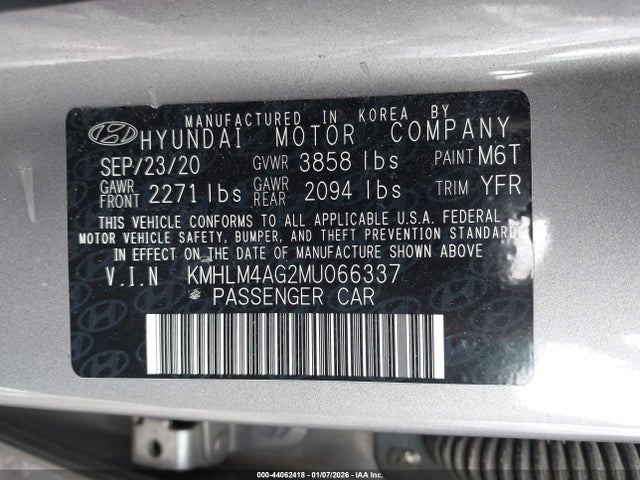 MANUFACTURED IN KOREA BY
HYUNDAI MOTOR COMPANY
SEP/23/20 GVWR 3858 lbs PAINT M6T
GAWR FRONT 2271 lbs GAWR REAR 2094 lbs TRIM YFR
THIS VEHICLE CONFORMS TO ALL APPLICABLE U.S.A. FEDERAL
MOTOR VEHICLE SAFETY, BUMPER, AND THEFT PREVENTION STANDARDS
IN EFFECT ON THE DATE OF MANUFACTURE SHOWN ABOVE
V.I.N KMHLM4AG2MU066337
PASSENGER CAR
000-44062418 - 01/07/2026 - © IAA Inc.